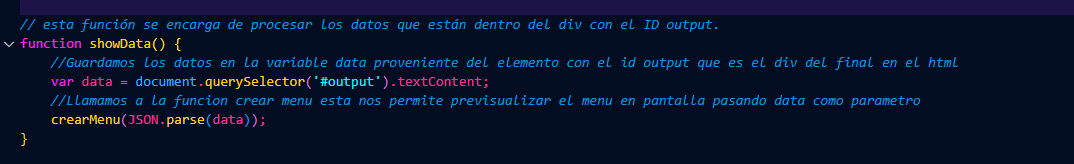 // esta función se encarga de procesar los datos que están dentro del div con el ID output.
function showData() {
//Guardamos los datos en la variable data proveniente del elemento con el id output que es el div del final en el html
var data = document.querySelector('#output').textContent;
//Llamamos a la funcion crear menu esta nos permite previsualizar el menu en pantalla pasando data como parametro
crearMenu(JSON.parse(data));
}